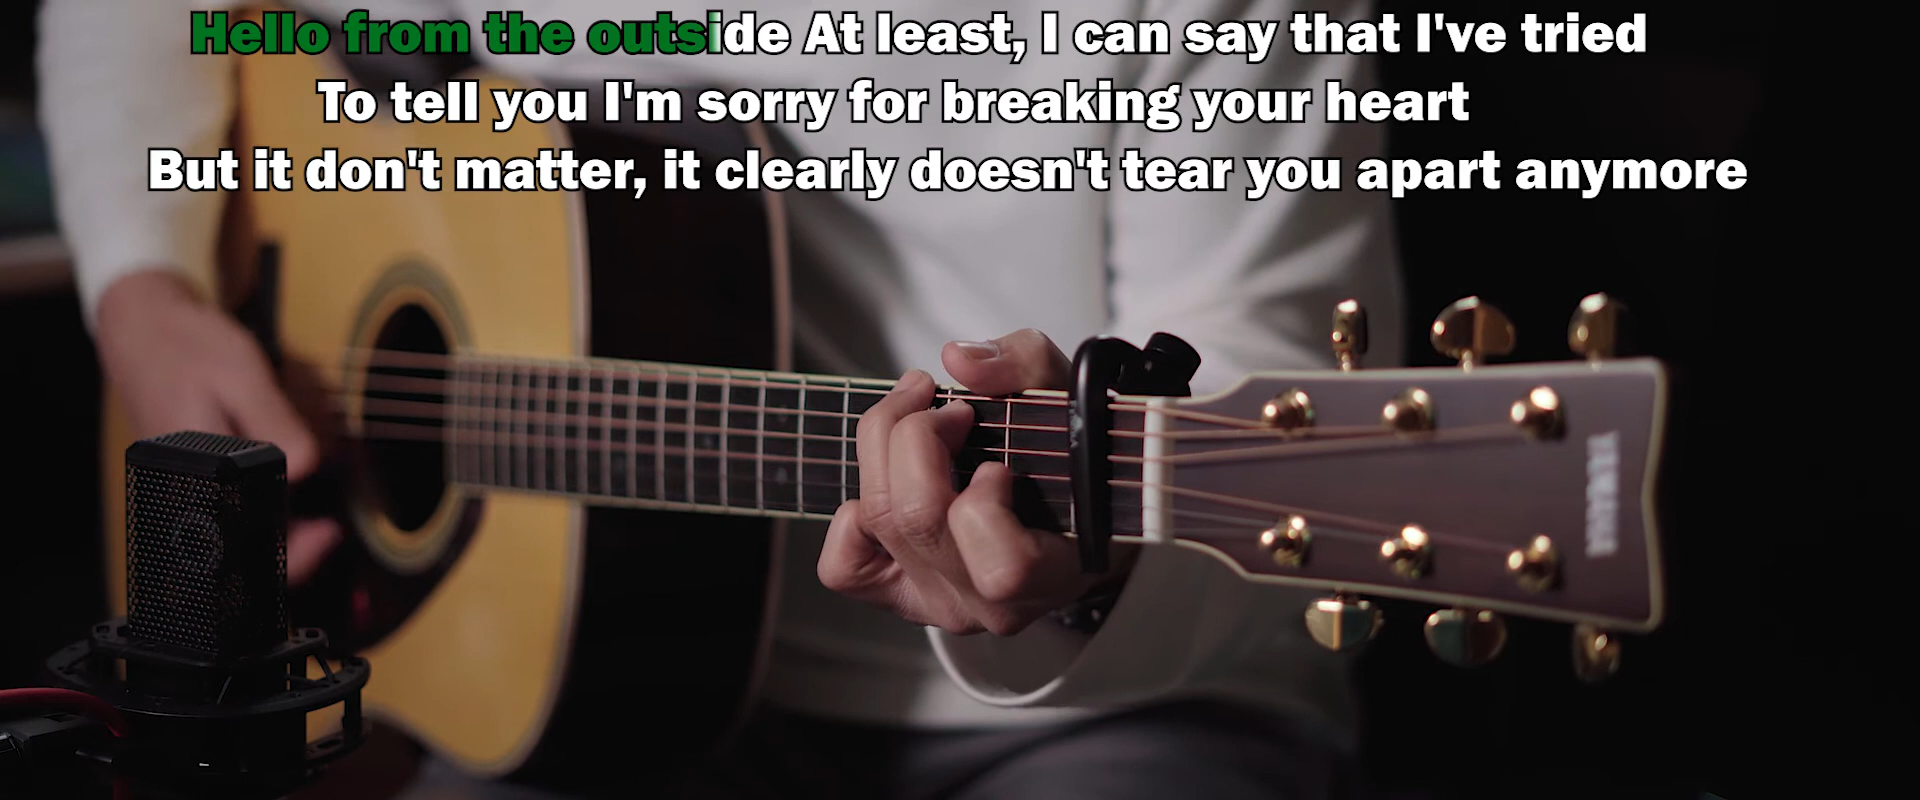 Hello from the outside At least, I can say that I've tried
To tell you I'm sorry for breaking your heart
But it don't matter, it clearly doesn't tear you apart anymore
YAMAHA